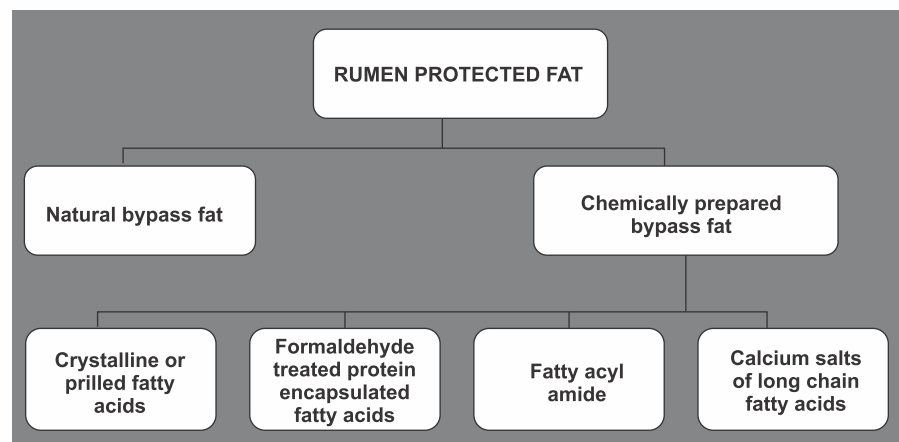 RUMEN PROTECTED FAT
Natural bypass fat
Chemically prepared
bypass fat
Crystalline or
prilled fatty
acids
Formaldehyde
treated protein
encapsulated
fatty acids
Fatty acyl
amide
Calcium salts
of long chain
fatty acids